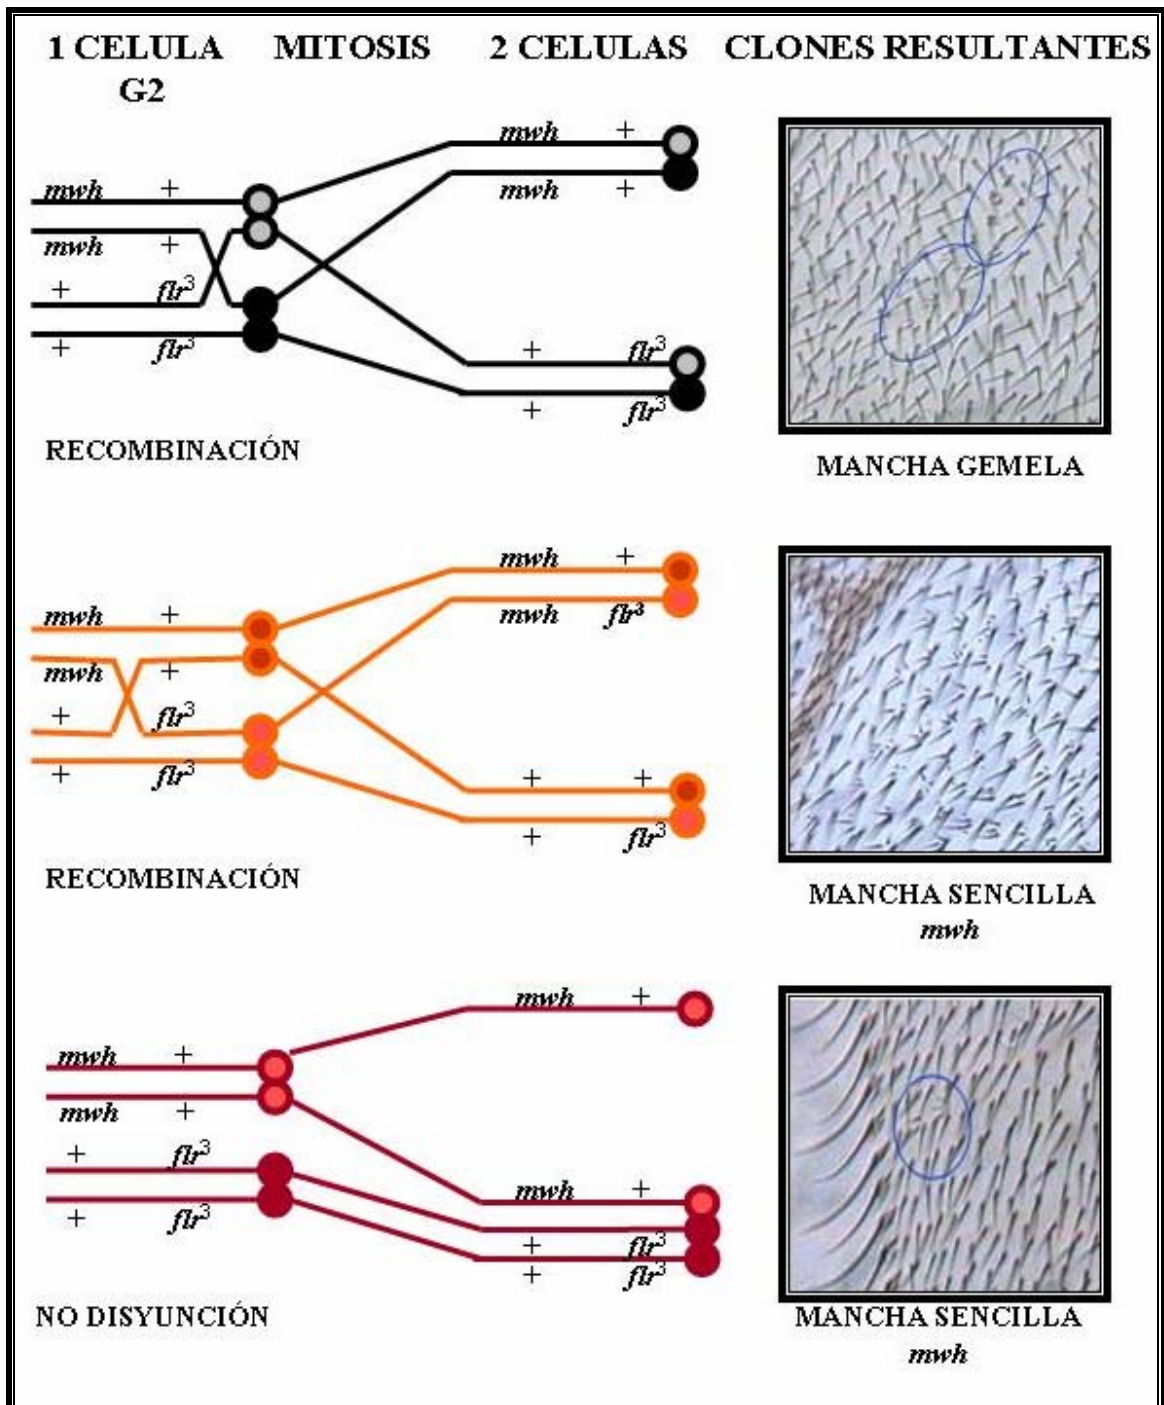 1 CELULA MITOSIS 2 CELULAS CLONES RESULTANTES
G2
mwh +
mwh +
mwh +
mwh +
+ flr³
+ flr³
+ flr³
+ flr³
RECOMBINACIÓN
MANCHA GEMELA
mwh +
mwh flr³
mwh +
mwh +
+ flr³
+ flr³
+ +
+ flr³
RECOMBINACIÓN
MANCHA SENCILLA
mwh
mwh +
mwh +
mwh +
+ flr³
+ flr³
mwh +
+ flr³
+ flr³
NO DISYUNCIÓN
MANCHA SENCILLA
mwh